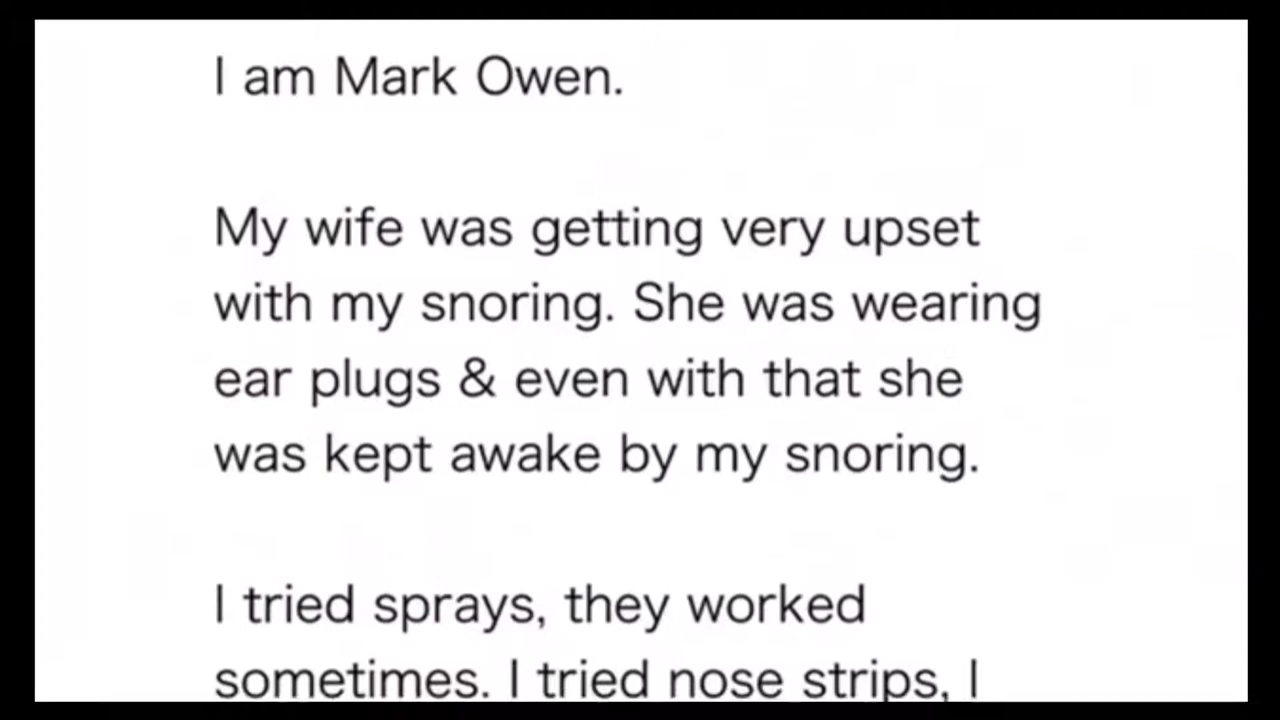 I am Mark Owen.
My wife was getting very upset
with my snoring. She was wearing
ear plugs & even with that she
was kept awake by my snoring.
I tried sprays, they worked
sometimes. I tried nose strips, I